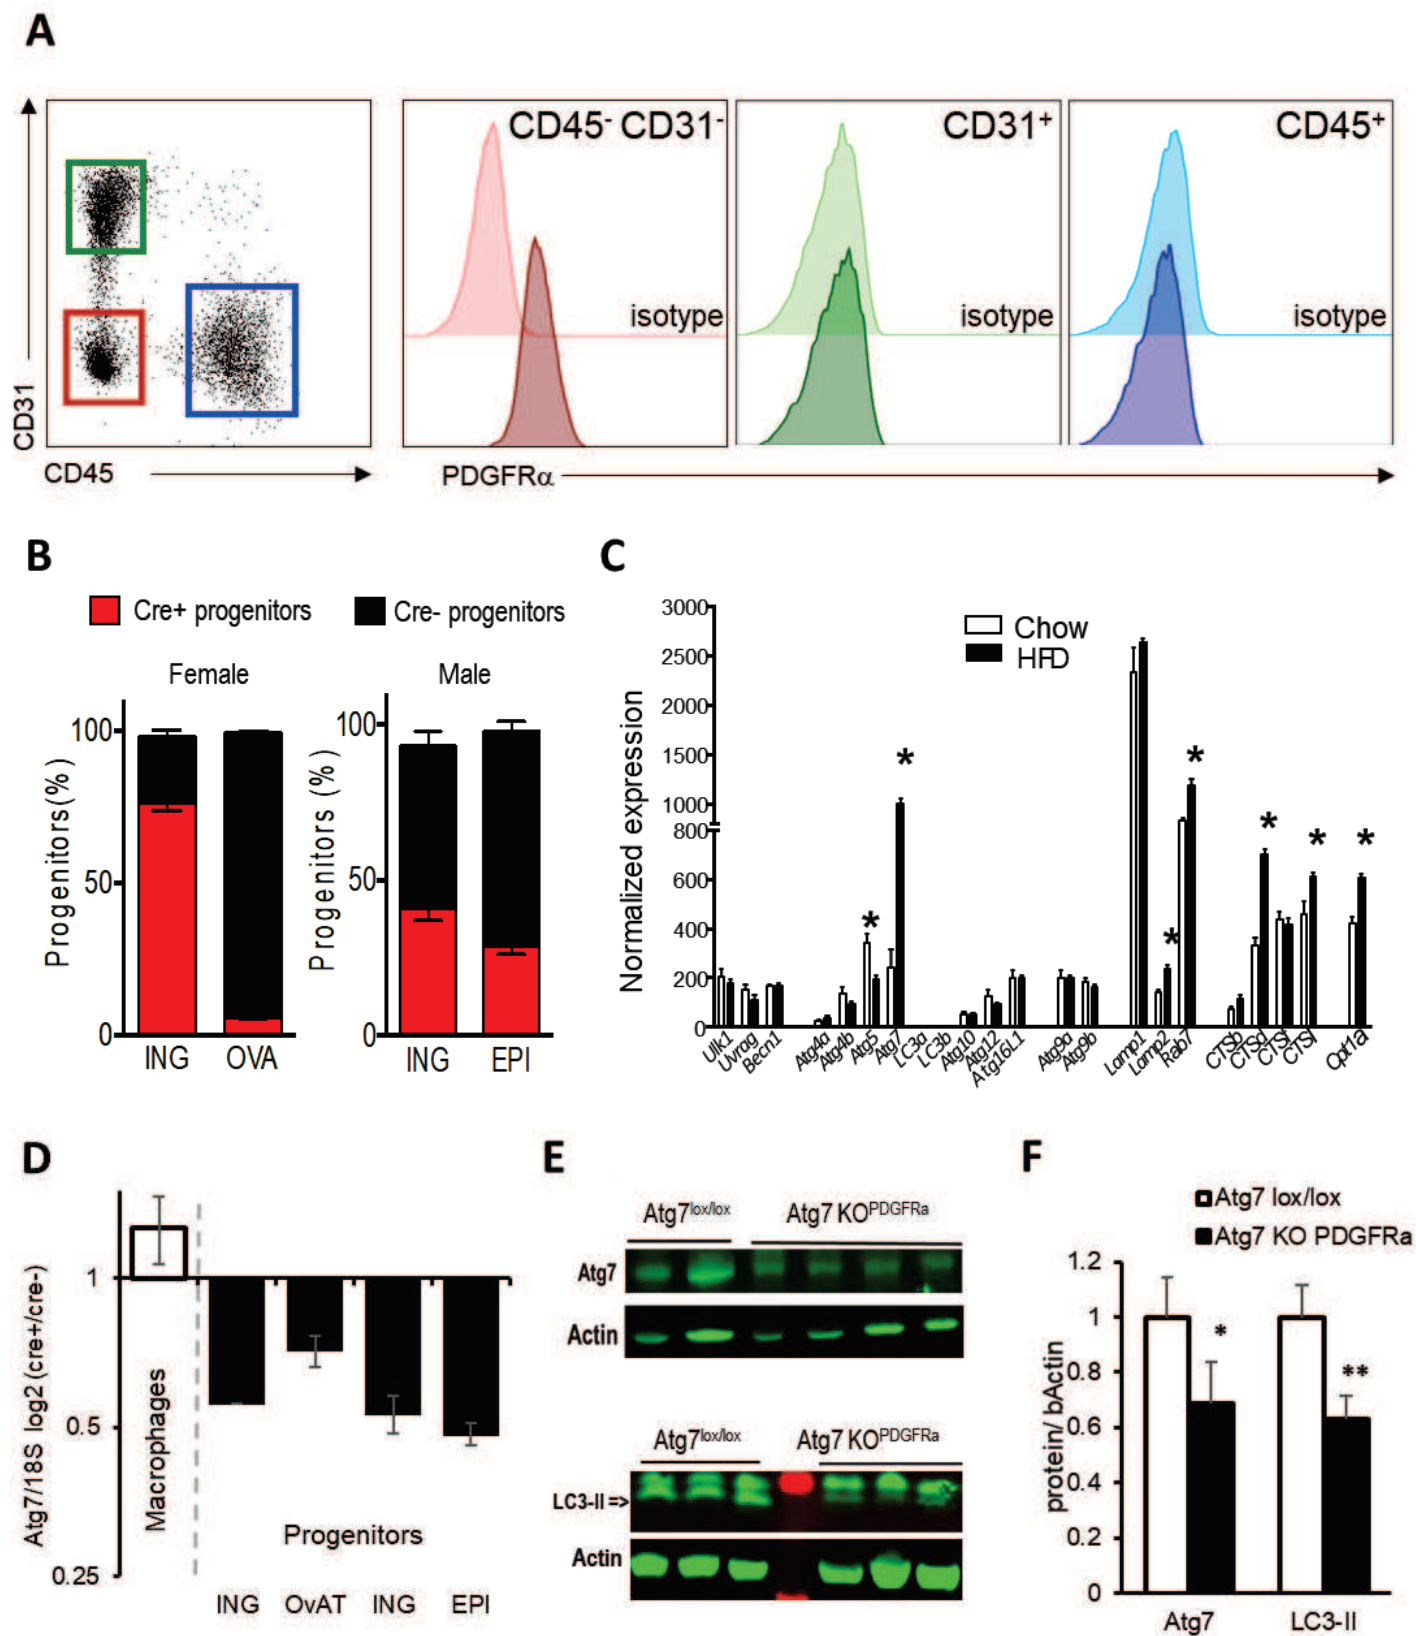 A
CD45- CD31-
CD31+
CD45+
isotype
isotype
isotype
CD31
CD45
PDGFRα
B
Cre+ progenitors
Cre- progenitors
Female
Male
Progenitors(%)
100
50
0
ING
OVA
Progenitors (%)
100
50
0
ING
EPI
C
Chow
HFD
Normalized expression
3000
2500
2000
1500
1000
800
600
400
200
0
*
*
*
*
*
*
*
Ulk1
Uvrag
Becn1
Atg4a
Atg4b
Atg5
Atg7
LC3a
LC3b
Atg10
Atg12
Atg16L1
Atg9a
Atg9b
Lamp1
Lamp2
Rab7
CTSb
CTSd
CTSf
CTSl
Cpt1a
D
Atg7/18S log2 (cre+/cre-)
1
0.5
0.25
Macrophages
Progenitors
ING
OvAT
ING
EPI
E
Atg7lox/lox
Atg7 KOPDGFRa
Atg7
Actin
Atg7lox/lox
Atg7 KOPDGFRa
LC3-II =>
Actin
F
Atg7 lox/lox
Atg7 KO PDGFRa
protein/ bActin
1.2
1
0.8
0.6
0.4
0.2
0
*
**
Atg7
LC3-II